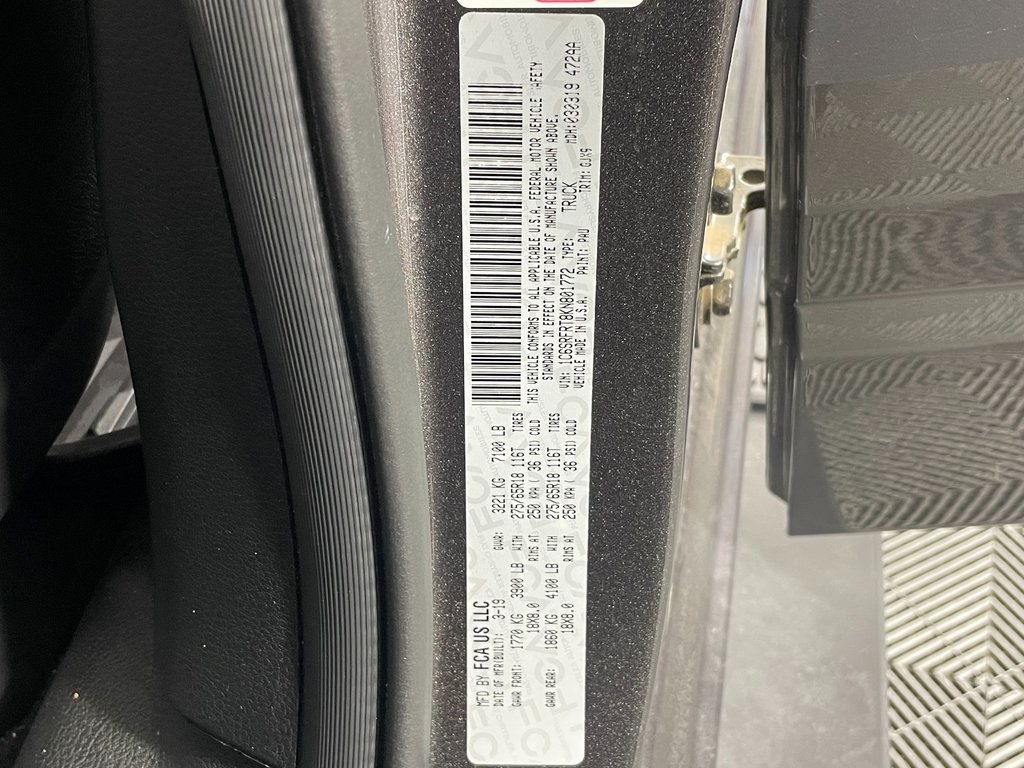 MFD BY FCA US LLC
DATE OF MFR(BUILT): 3-19 GVWR: 3221 KG 7100 LB
GAWR FRONT: 1770 KG 3900 LB WITH 275/65R18 116T TIRES
18X8.0 RIMS AT 250 KPA ( 36 PSI) COLD
GAWR REAR: 1860 KG 4100 LB WITH 275/65R18 116T TIRES
18X8.0 RIMS AT 250 KPA ( 36 PSI) COLD
THIS VEHICLE CONFORMS TO ALL APPLICABLE U.S.A. FEDERAL MOTOR VEHICLE SAFETY
STANDARDS IN EFFECT ON THE DATE OF MANUFACTURE SHOWN ABOVE.
VIN: 1C6SRFRT8KN801772 TYPE: TRUCK MDH:030319 4724A
VEHICLE MADE IN U.S.A. PAINT: PAU TRIM: GJX9